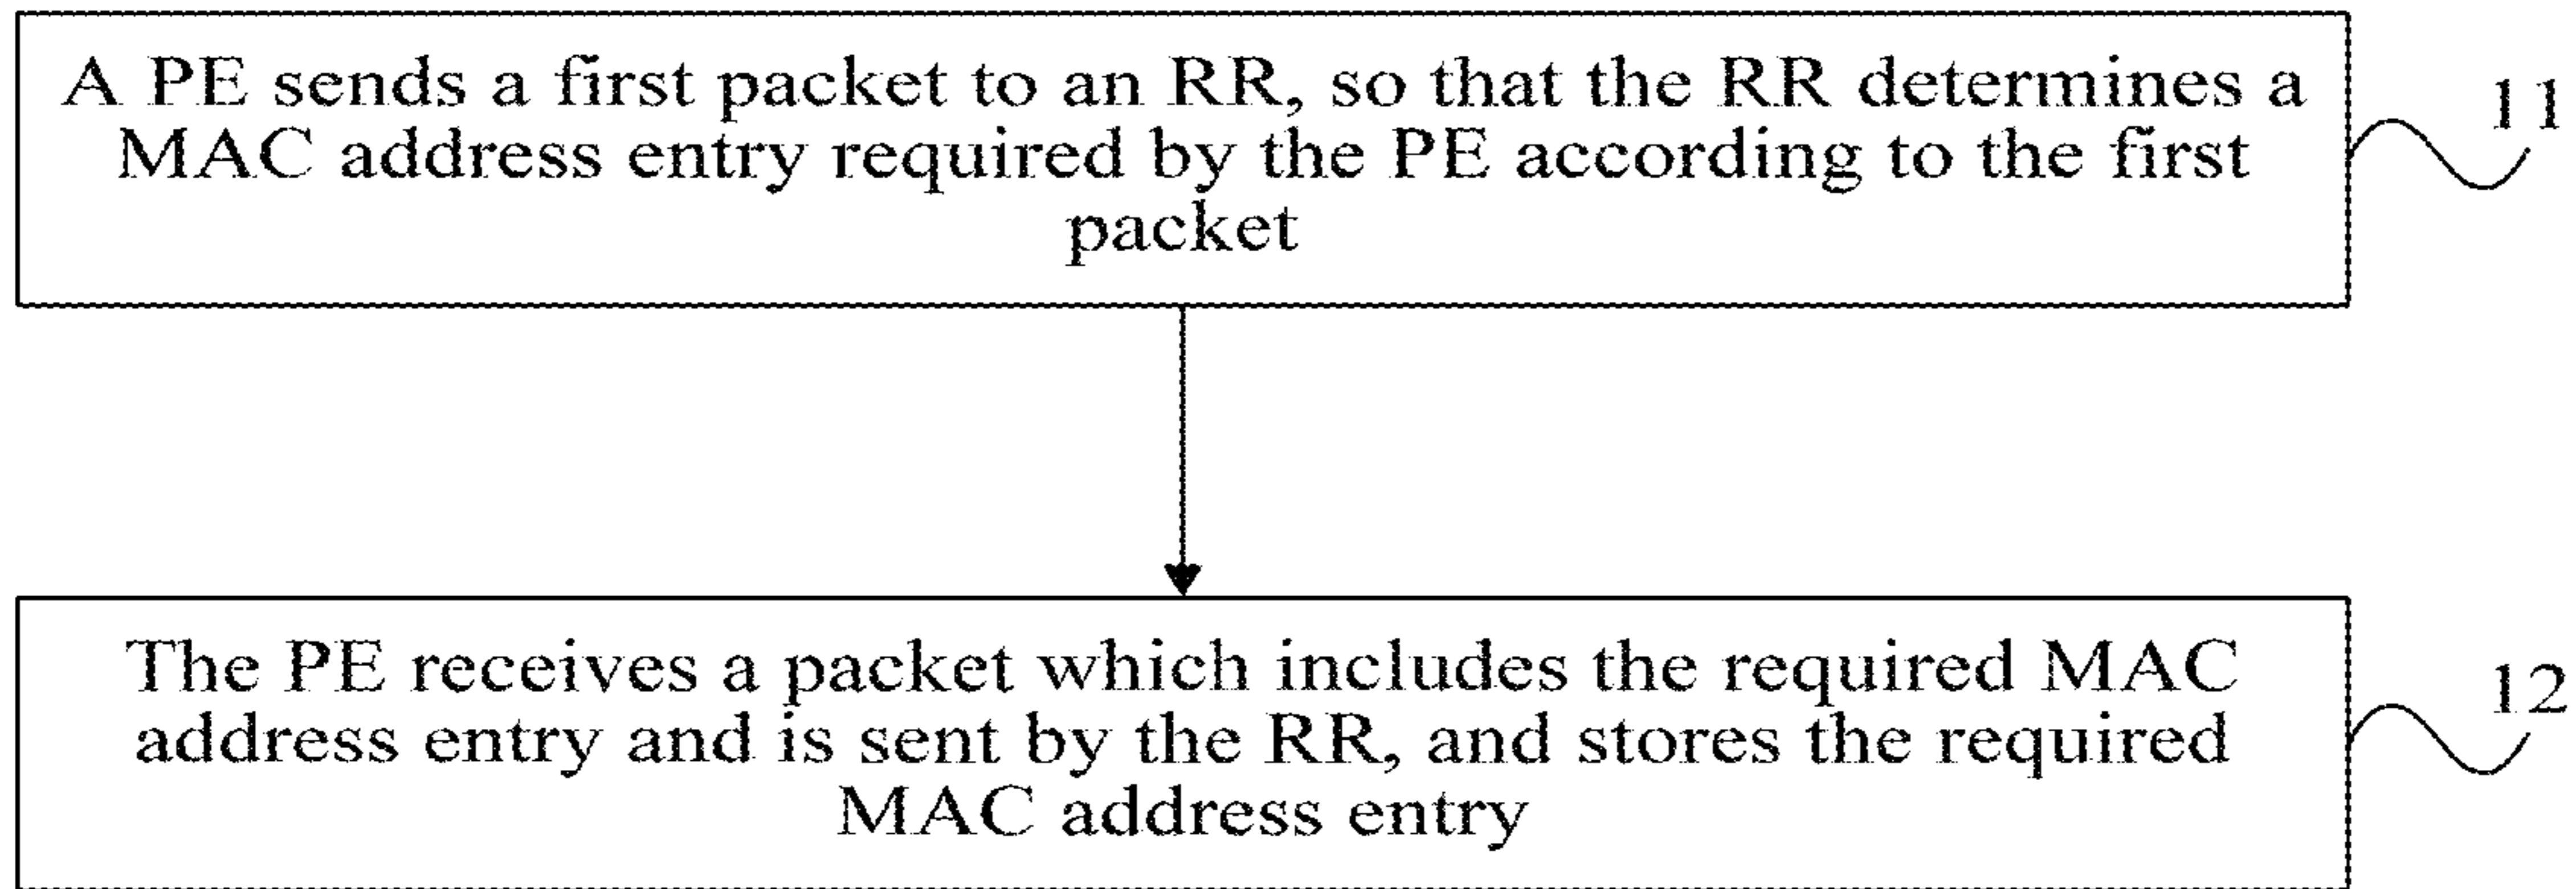 A PE sends a first packet to an RR, so that the RR determines a
MAC address entry required by the PE according to the first
packet
11
The PE receives a packet which includes the required MAC
address entry and is sent by the RR, and stores the required
MAC address entry
12